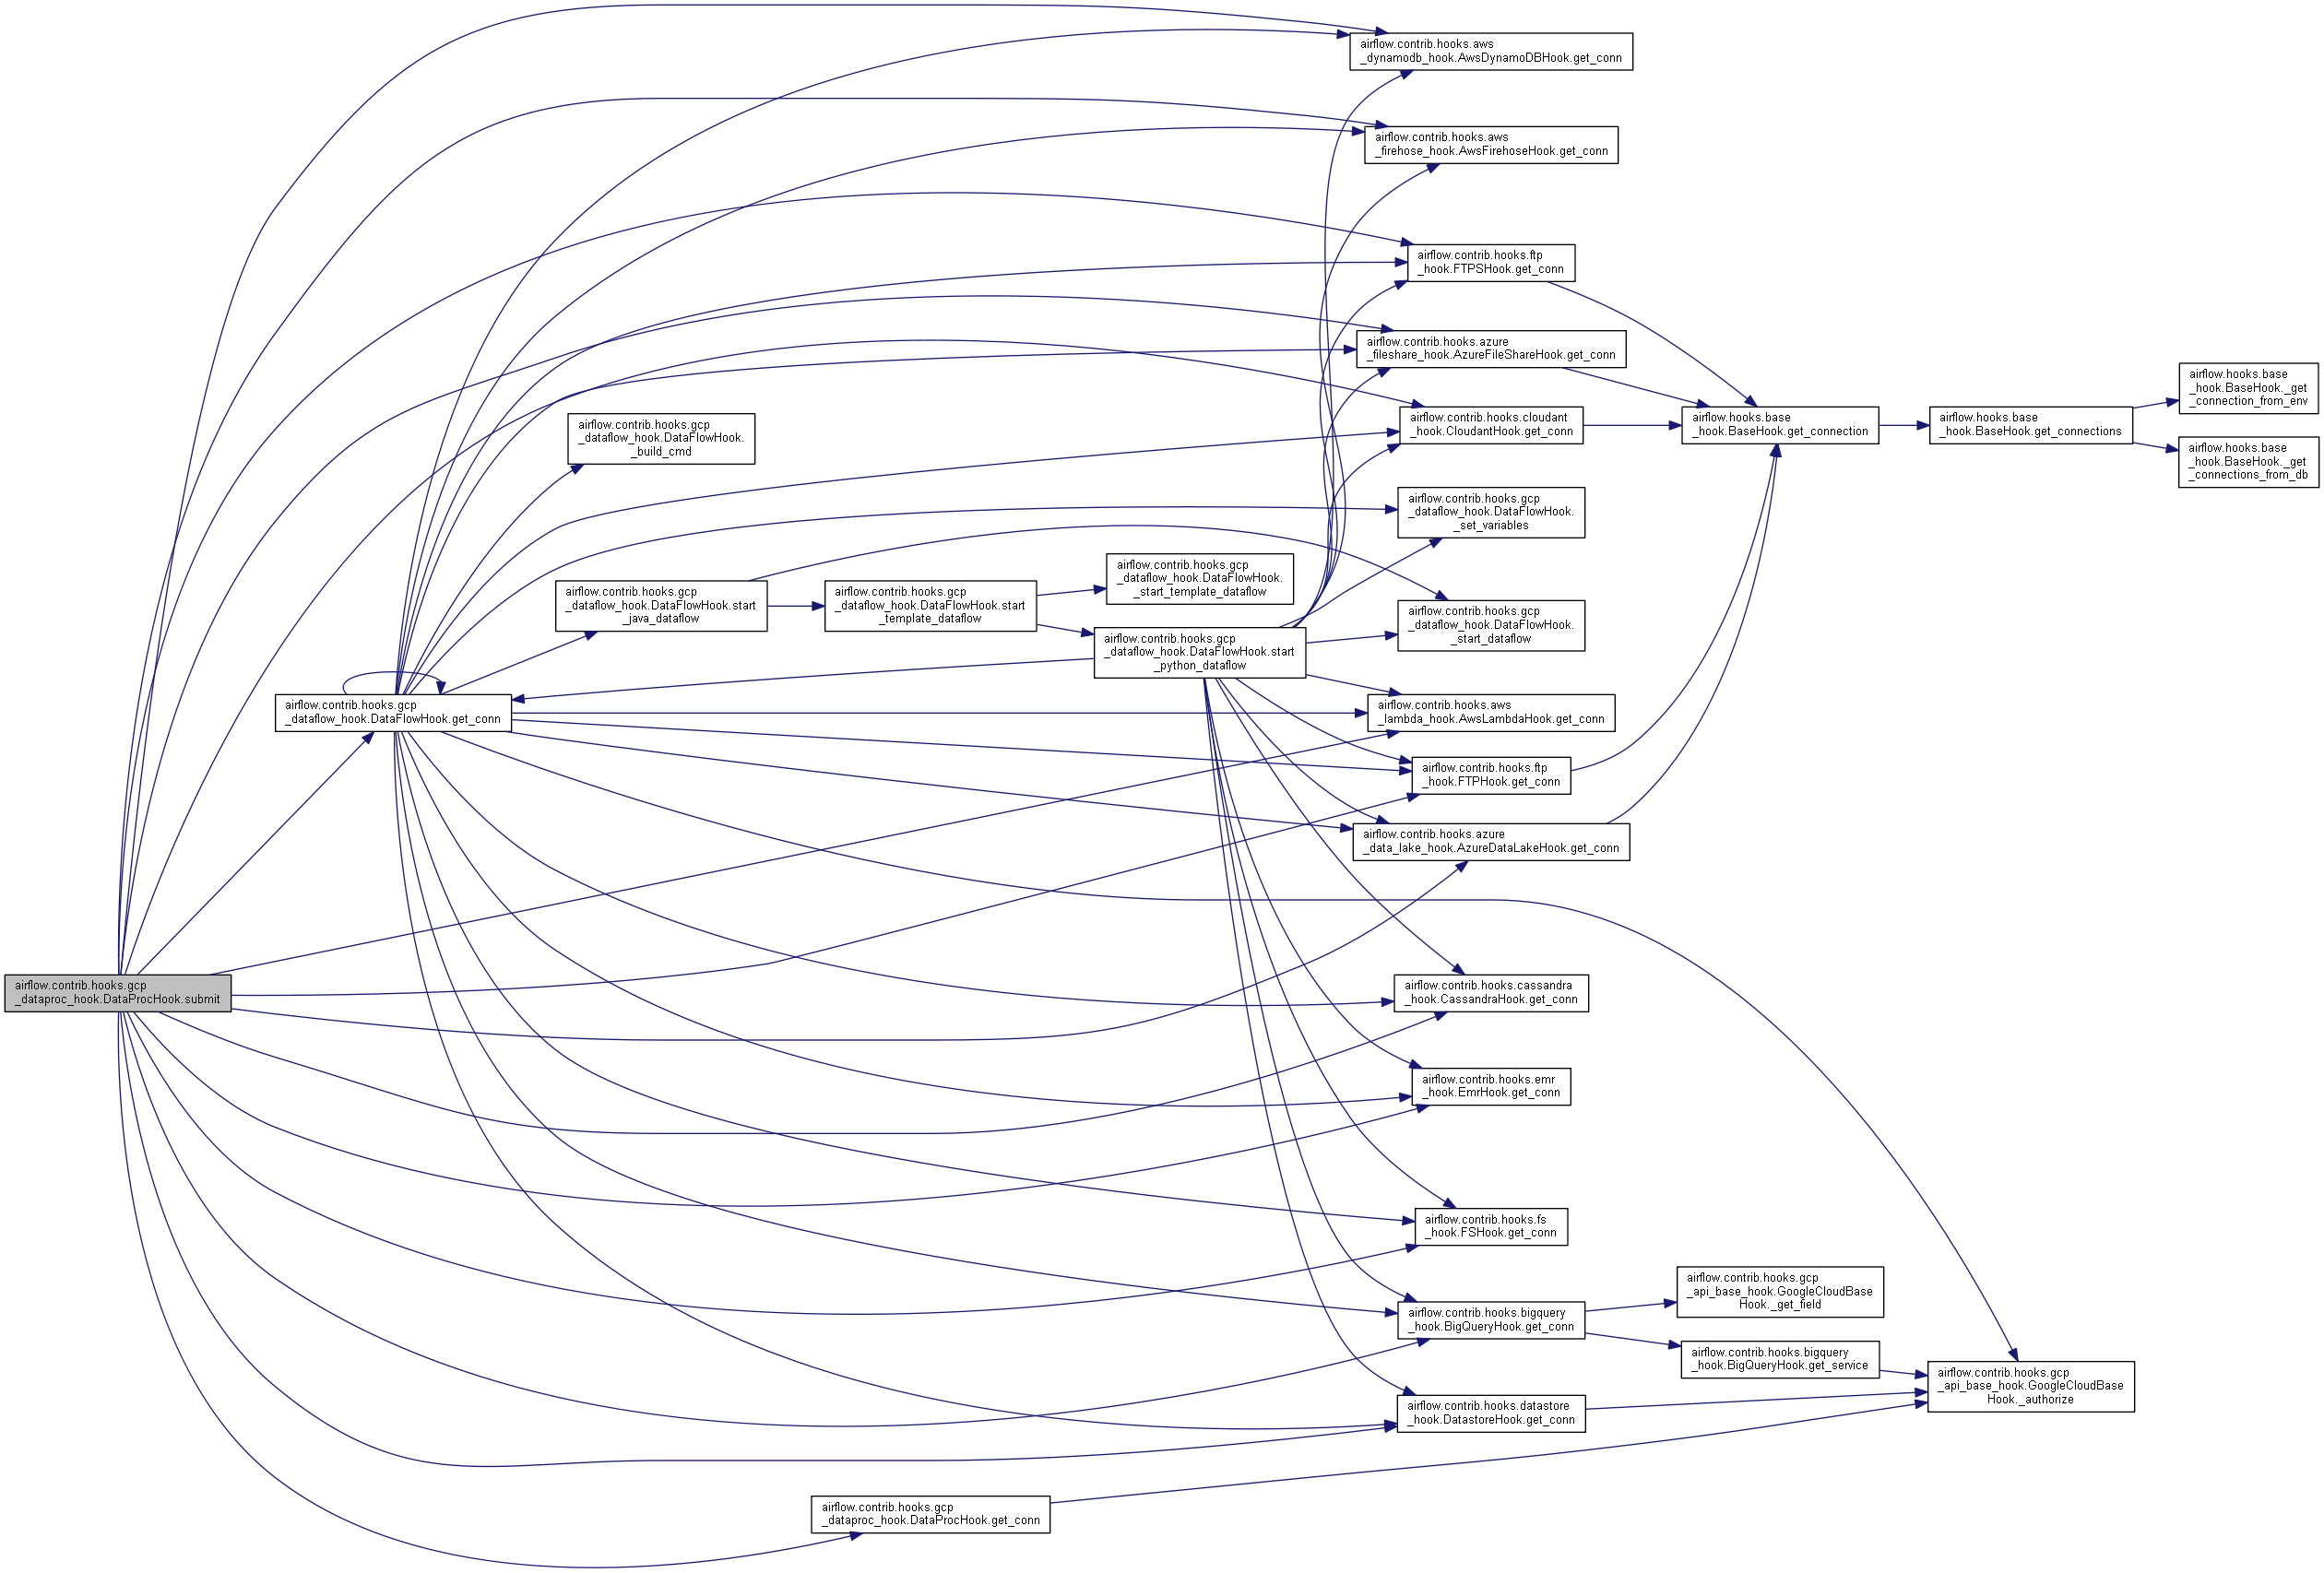 airflow.contrib.hooks.aws
_dynamodb_hook.AwsDynamoDBHook.get_conn
airflow.contrib.hooks.aws
_firehose_hook.AwsFirehoseHook.get_conn
airflow.contrib.hooks.ftp
_hook.FTPSHook.get_conn
airflow.contrib.hooks.azure
_fileshare_hook.AzureFileShareHook.get_conn
airflow.contrib.hooks.gcp
_dataflow_hook.DataFlowHook.
_build_cmd
airflow.contrib.hooks.cloudant
_hook.CloudantHook.get_conn
airflow.hooks.base
_hook.BaseHook.get_connection
airflow.hooks.base
_hook.BaseHook.get_connections
airflow.hooks.base
_hook.BaseHook._get
_connection_from_env
airflow.hooks.base
_hook.BaseHook._get
_connections_from_db
airflow.contrib.hooks.gcp
_dataflow_hook.DataFlowHook.
_set_variables
airflow.contrib.hooks.gcp
_dataflow_hook.DataFlowHook.start
_java_dataflow
airflow.contrib.hooks.gcp
_dataflow_hook.DataFlowHook.start
_template_dataflow
airflow.contrib.hooks.gcp
_dataflow_hook.DataFlowHook.
_start_template_dataflow
airflow.contrib.hooks.gcp
_dataflow_hook.DataFlowHook.start
_python_dataflow
airflow.contrib.hooks.gcp
_dataflow_hook.DataFlowHook.
_start_dataflow
airflow.contrib.hooks.gcp
_dataflow_hook.DataFlowHook.get_conn
airflow.contrib.hooks.aws
_lambda_hook.AwsLambdaHook.get_conn
airflow.contrib.hooks.ftp
_hook.FTPHook.get_conn
airflow.contrib.hooks.azure
_data_lake_hook.AzureDataLakeHook.get_conn
airflow.contrib.hooks.gcp
_dataproc_hook.DataProcHook.submit
airflow.contrib.hooks.cassandra
_hook.CassandraHook.get_conn
airflow.contrib.hooks.emr
_hook.EmrHook.get_conn
airflow.contrib.hooks.fs
_hook.FSHook.get_conn
airflow.contrib.hooks.bigquery
_hook.BigQueryHook.get_conn
airflow.contrib.hooks.gcp
_api_base_hook.GoogleCloudBase
Hook._get_field
airflow.contrib.hooks.bigquery
_hook.BigQueryHook.get_service
airflow.contrib.hooks.gcp
_api_base_hook.GoogleCloudBase
Hook._authorize
airflow.contrib.hooks.datastore
_hook.DatastoreHook.get_conn
airflow.contrib.hooks.gcp
_dataproc_hook.DataProcHook.get_conn